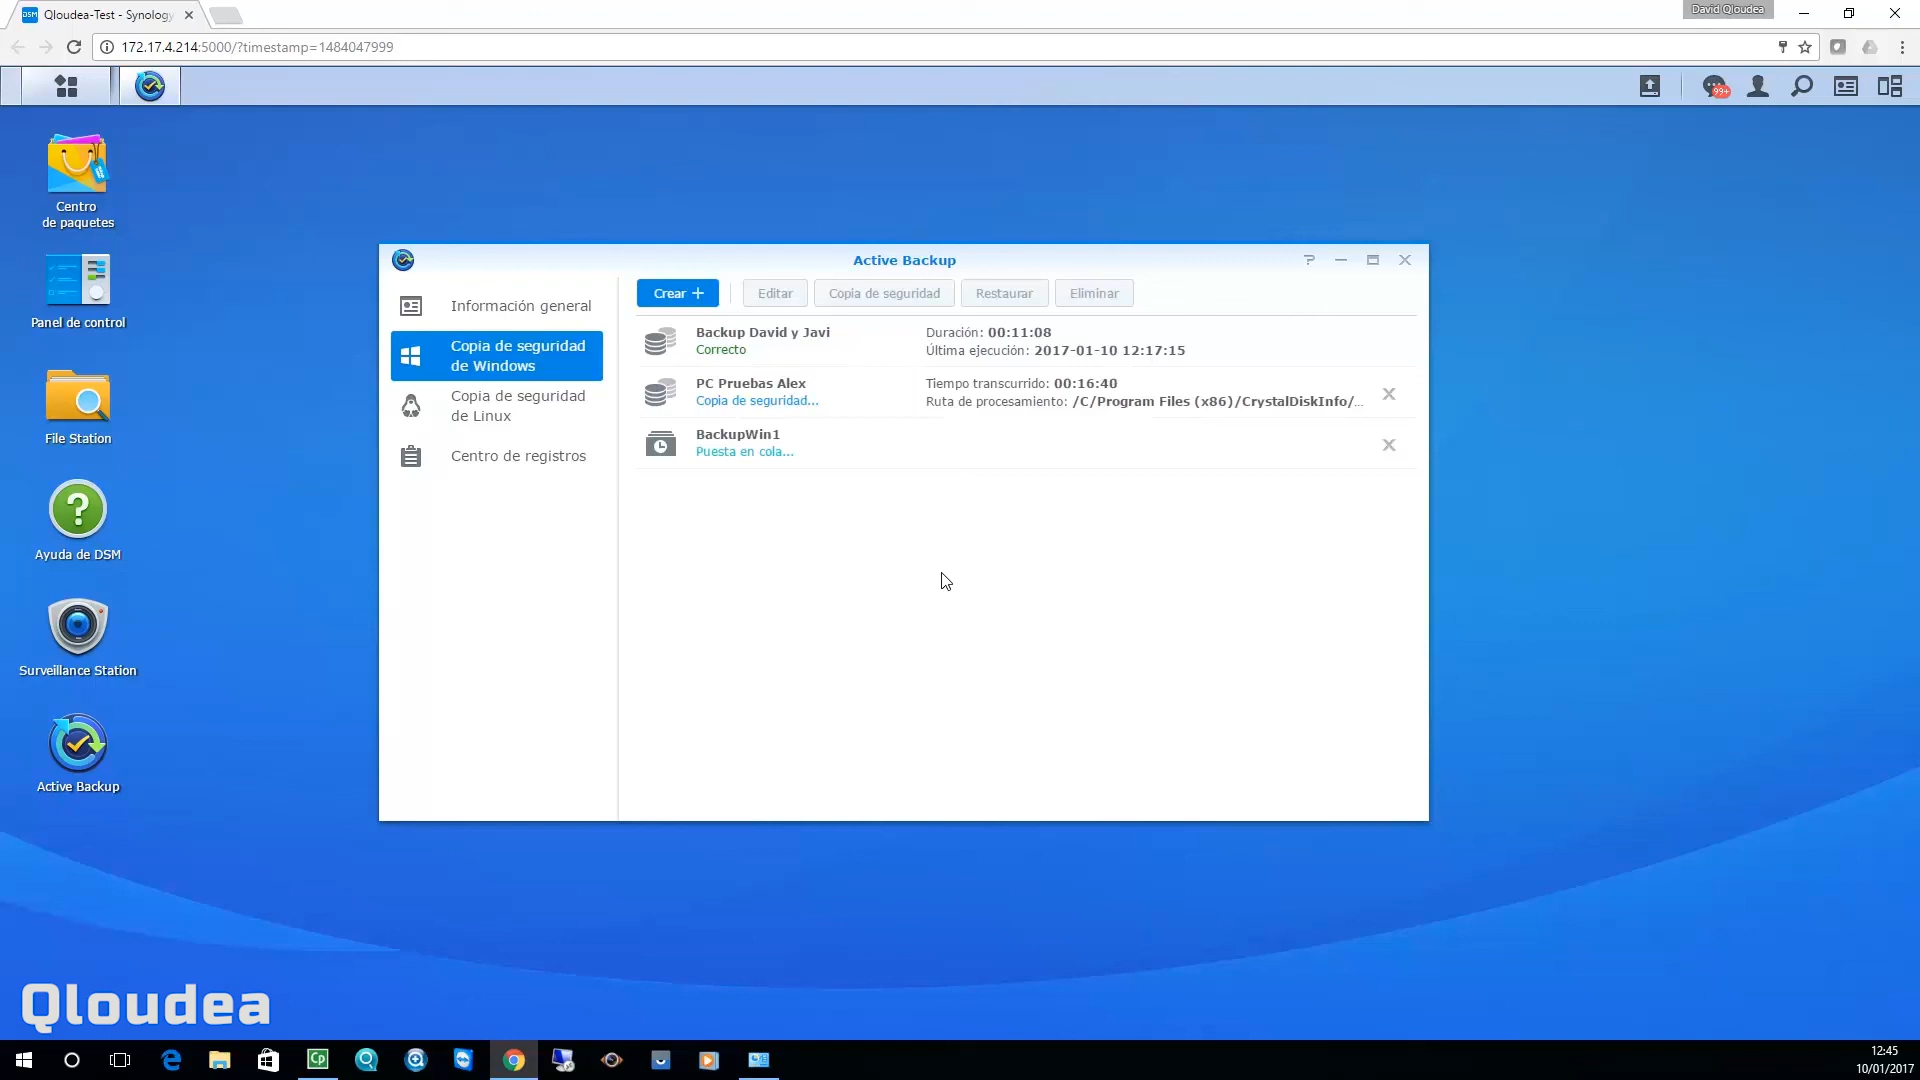 Qloudea-Test - Synology
David Qloudea
172.17.4.214:5000/?timestamp=1484047999
99+
Centro
de paquetes
Panel de control
File Station
Ayuda de DSM
Surveillance Station
Active Backup
Active Backup
Información general
Copia de seguridad
de Windows
Copia de seguridad
de Linux
Centro de registros
Crear +
Editar
Copia de seguridad
Restaurar
Eliminar
Backup David y Javi
Correcto
Duración: 00:11:08
Última ejecución: 2017-01-10 12:17:15
PC Pruebas Alex
Copia de seguridad...
Tiempo transcurrido: 00:16:40
Ruta de procesamiento: /C/Program Files (x86)/CrystalDiskInfo/...
BackupWin1
Puesta en cola...
Qloudea
12:45
10/01/2017